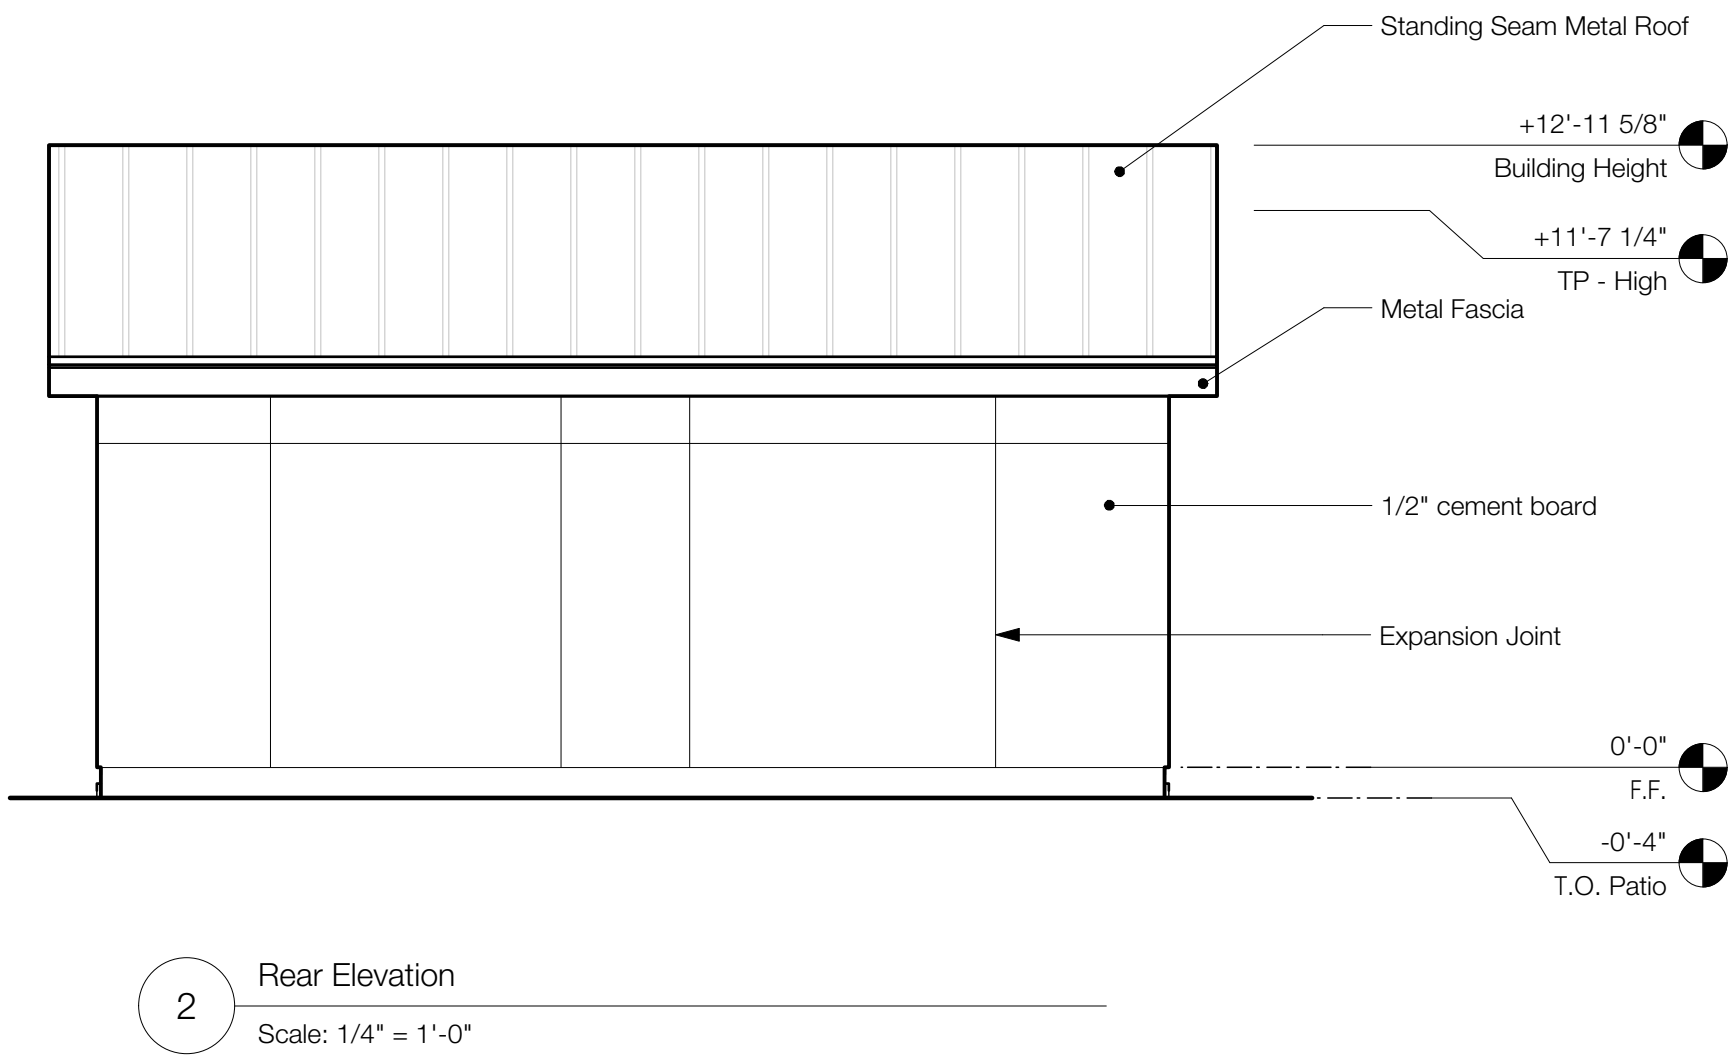 Standing Seam Metal Roof
+12'-11 5/8"
Building Height
+11'-7 1/4"
TP - High
Metal Fascia
1/2" cement board
Expansion Joint
0'-0"
F.F.
-0'-4"
T.O. Patio
2
Rear Elevation
Scale: 1/4" = 1'-0"